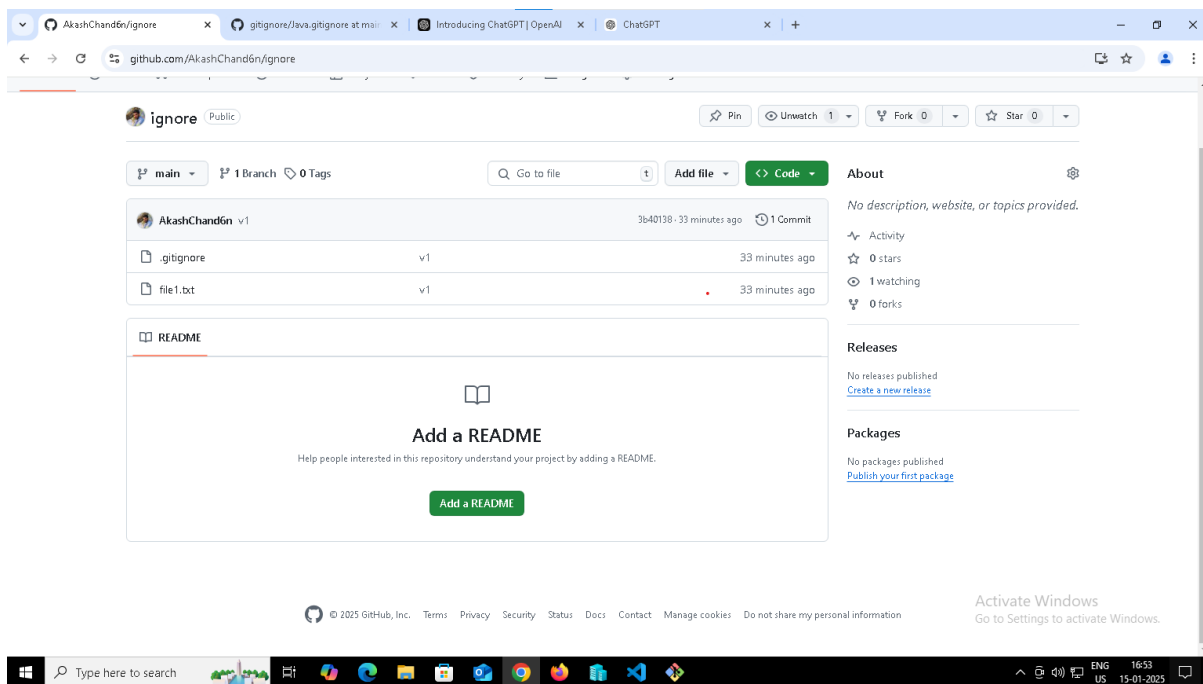 AkashChand6n/ignore
gitignore/Java.gitignore at main
Introducing ChatGPT | OpenAI
ChatGPT
github.com/AkashChand6n/ignore
ignore Public
Pin
Unwatch 1
Fork 0
Star 0
main
1 Branch
0 Tags
Go to file t
Add file
<> Code
About
No description, website, or topics provided.
AkashChand6n v1
3b40138 · 33 minutes ago
1 Commit
.gitignore v1 33 minutes ago
file1.txt v1 33 minutes ago
Activity
0 stars
1 watching
0 forks
README
Add a README
Help people interested in this repository understand your project by adding a README.
Add a README
Releases
No releases published
Create a new release
Packages
No packages published
Publish your first package
© 2025 GitHub, Inc. Terms Privacy Security Status Docs Contact Manage cookies Do not share my personal information
Activate Windows
Go to Settings to activate Windows.
Type here to search
ENG
US
16:53
15-01-2025